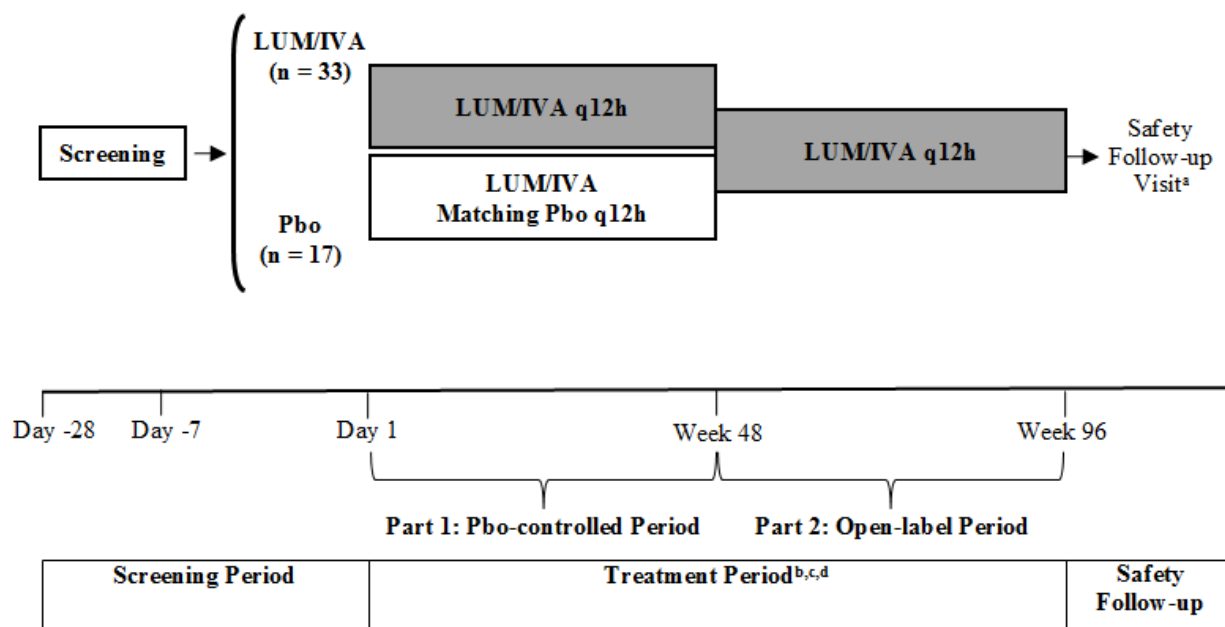 LUM/IVA
(n = 33)
LUM/IVA q12h
Screening
LUM/IVA q12h
Safety
Follow-up
Visitᵃ
LUM/IVA
Matching Pbo q12h
Pbo
(n = 17)
Day -28
Day -7
Day 1
Week 48
Week 96
Part 1: Pbo-controlled Period
Part 2: Open-label Period
Screening Period
Treatment Periodᵇ,ᶜ,ᵈ
Safety
Follow-up